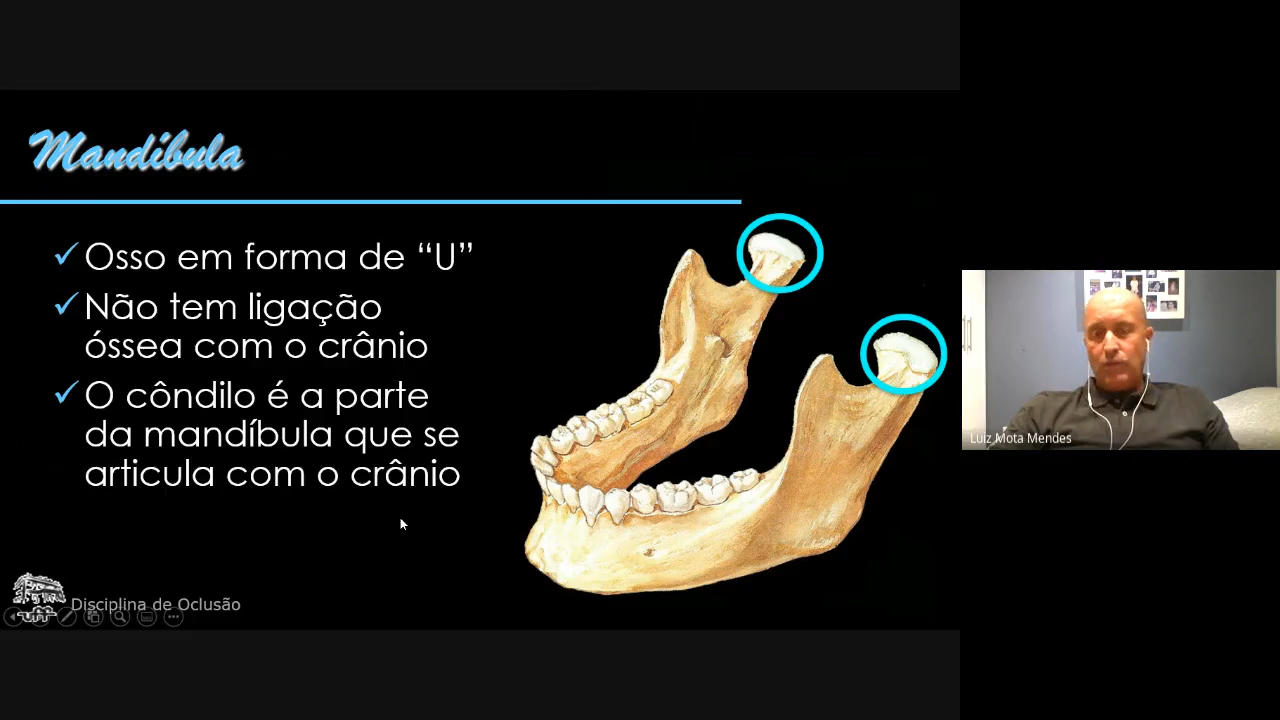 Mandíbula
Osso em forma de “U”
Não tem ligação
óssea com o crânio
O côndilo é a parte
da mandíbula que se
articula com o crânio
Luiz Mota Mendes
uff
Disciplina de Oclusão